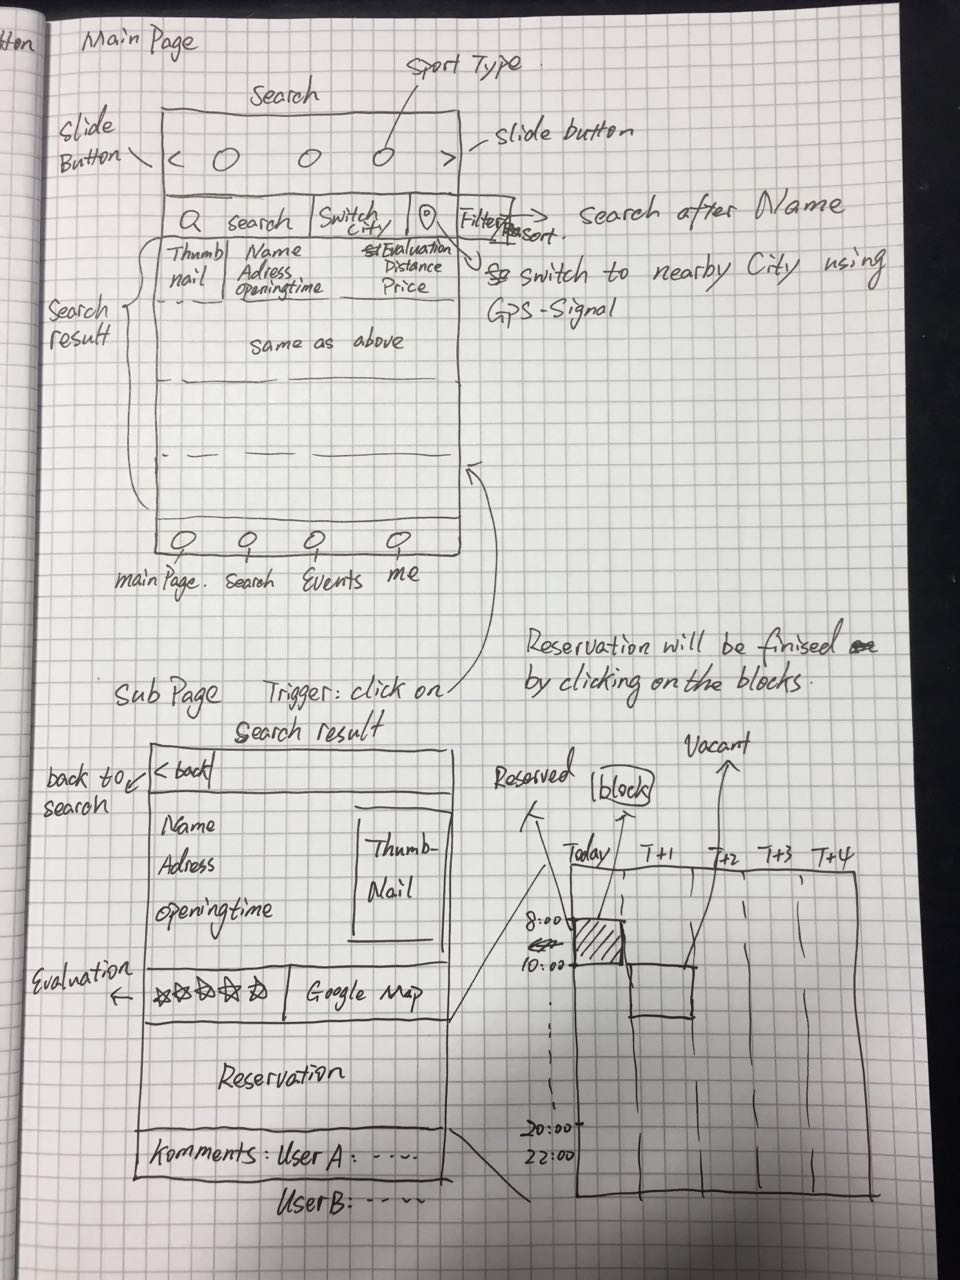 tton
Main Page
Sport Type
Search
Slide
Button
slide button
<
>
search
Switch
City
Filter
sort.
search after Name
switch to nearby City using
GPS-Signal
Thumb
nail
Name
Adress
openingtime
Evaluation
Distance
Price
Search
result
same as above
main Page.
Search
Events
me
Reservation will be finised
by clicking on the blocks.
Sub Page
Trigger: click on
Search result
back to
search
< back
Name
Adress
openingtime
Thumb-
Nail
Evaluation
Google Map
Reservation
Komments: User A: ----
User B: ----
Reserved
block
Vacant
Today T+1 T+2 T+3 T+4
8:00
10:00
20:00
22:00